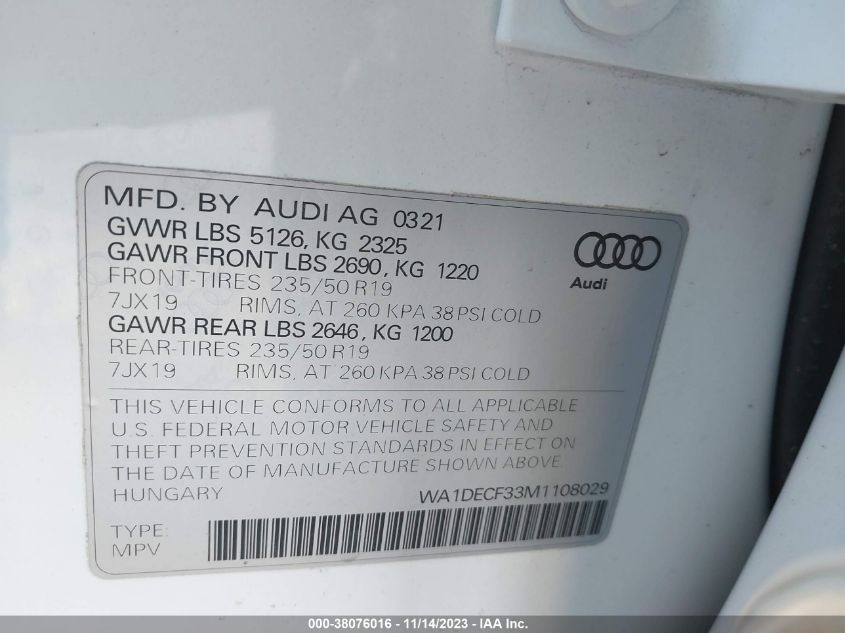 MFD. BY AUDI AG 0321
GVWR LBS 5126, KG 2325
GAWR FRONT LBS 2690, KG 1220
FRONT-TIRES 235/50 R19
7JX19 RIMS, AT 260 KPA 38 PSI COLD
GAWR REAR LBS 2646, KG 1200
REAR-TIRES 235/50 R19
7JX19 RIMS, AT 260 KPA 38 PSI COLD
Audi
THIS VEHICLE CONFORMS TO ALL APPLICABLE
U.S. FEDERAL MOTOR VEHICLE SAFETY AND
THEFT PREVENTION STANDARDS IN EFFECT ON
THE DATE OF MANUFACTURE SHOWN ABOVE.
HUNGARY WA1DECF33M1108029
TYPE:
MPV
000-38076016 - 11/14/2023 - IAA Inc.